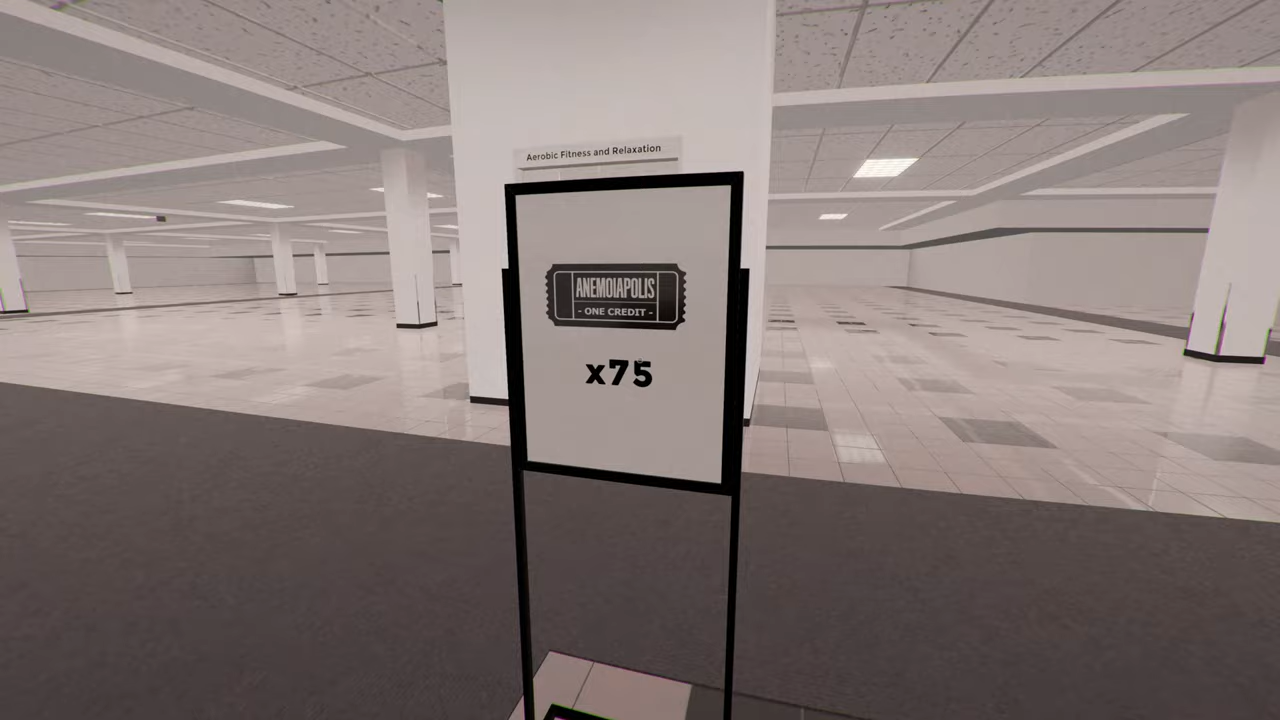 Aerobic Fitness and Relaxation
ANEMOIAPOLIS
- ONE CREDIT -
x75